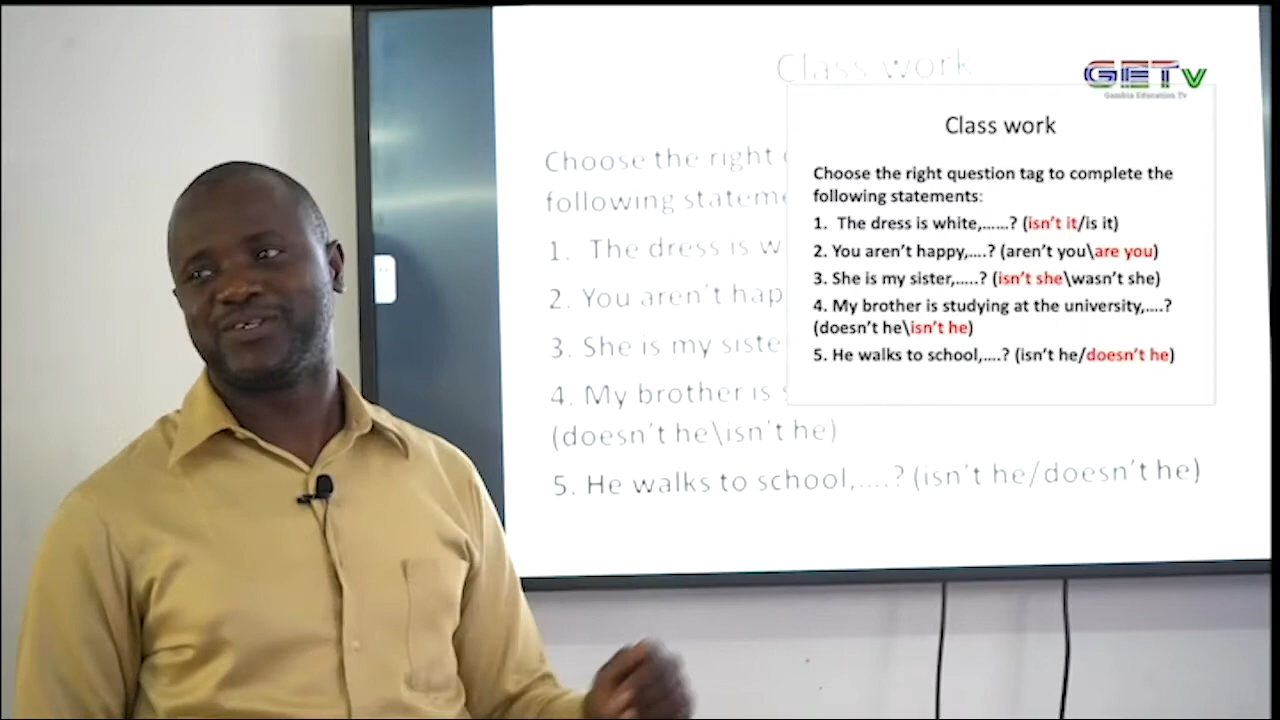 Class work
Choose the right
following stateme
1. The dress is w
2. You aren't hap
3. She is my siste
4. My brother is
(doesn't he\isn't he)
5. He walks to school,....? (isn't he/doesn't he)
GETv
Gambia Education Tv
Class work
Choose the right question tag to complete the
following statements:
1. The dress is white,......? (isn't it/is it)
2. You aren't happy,....? (aren't you\are you)
3. She is my sister,.....? (isn't she\wasn't she)
4. My brother is studying at the university,....?
(doesn't he\isn't he)
5. He walks to school,....? (isn't he/doesn't he)